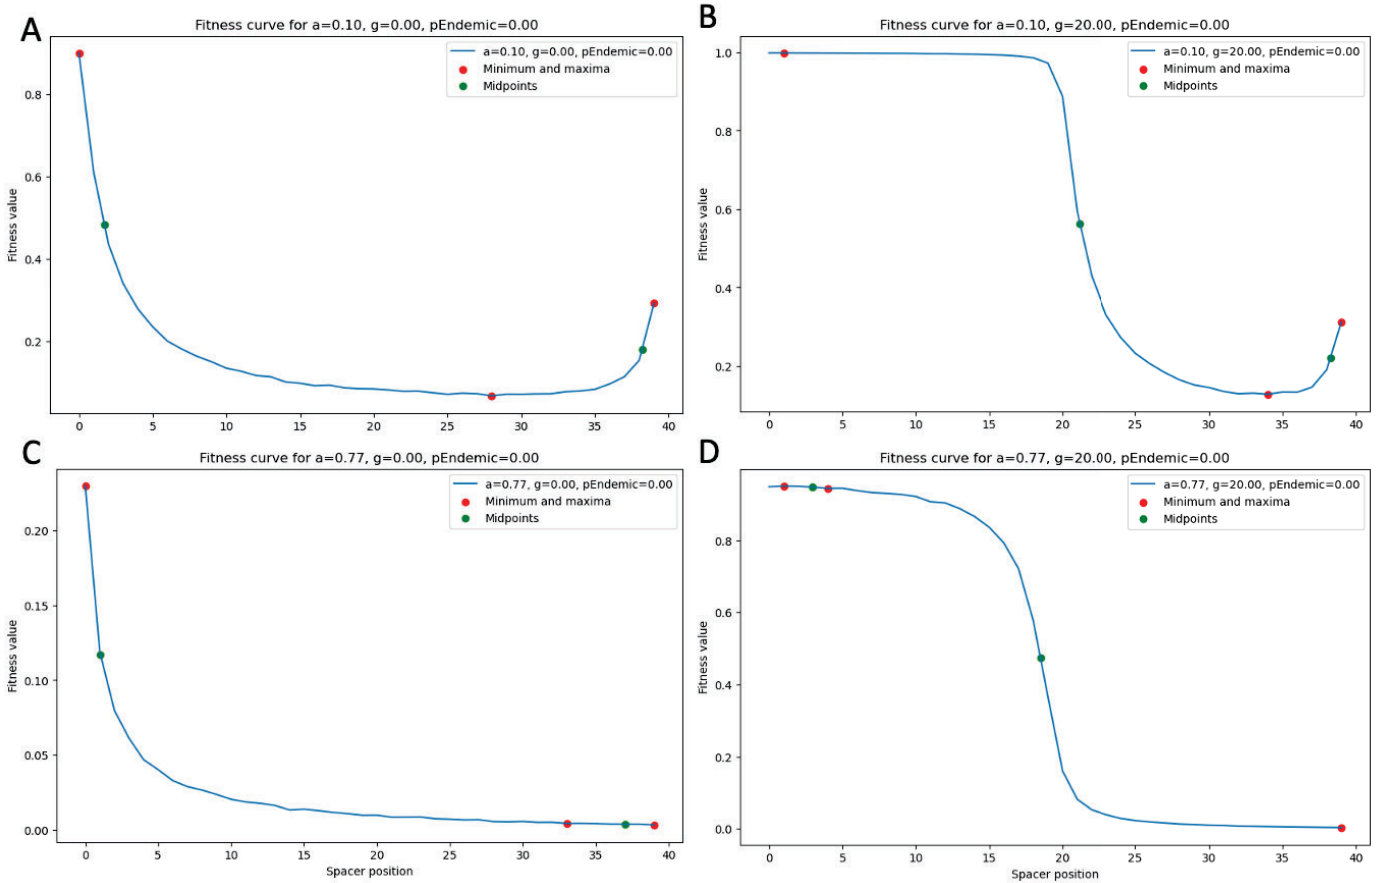 A
Fitness curve for a=0.10, g=0.00, pEndemic=0.00
a=0.10, g=0.00, pEndemic=0.00
Minimum and maxima
Midpoints
Fitness value
0.8
0.6
0.4
0.2
0 5 10 15 20 25 30 35 40
B
Fitness curve for a=0.10, g=20.00, pEndemic=0.00
a=0.10, g=20.00, pEndemic=0.00
Minimum and maxima
Midpoints
Fitness value
1.0
0.8
0.6
0.4
0.2
0 5 10 15 20 25 30 35 40
C
Fitness curve for a=0.77, g=0.00, pEndemic=0.00
a=0.77, g=0.00, pEndemic=0.00
Minimum and maxima
Midpoints
Fitness value
0.20
0.15
0.10
0.05
0.00
0 5 10 15 20 25 30 35 40
Spacer position
D
Fitness curve for a=0.77, g=20.00, pEndemic=0.00
a=0.77, g=20.00, pEndemic=0.00
Minimum and maxima
Midpoints
Fitness value
0.8
0.6
0.4
0.2
0.0
0 5 10 15 20 25 30 35 40
Spacer position